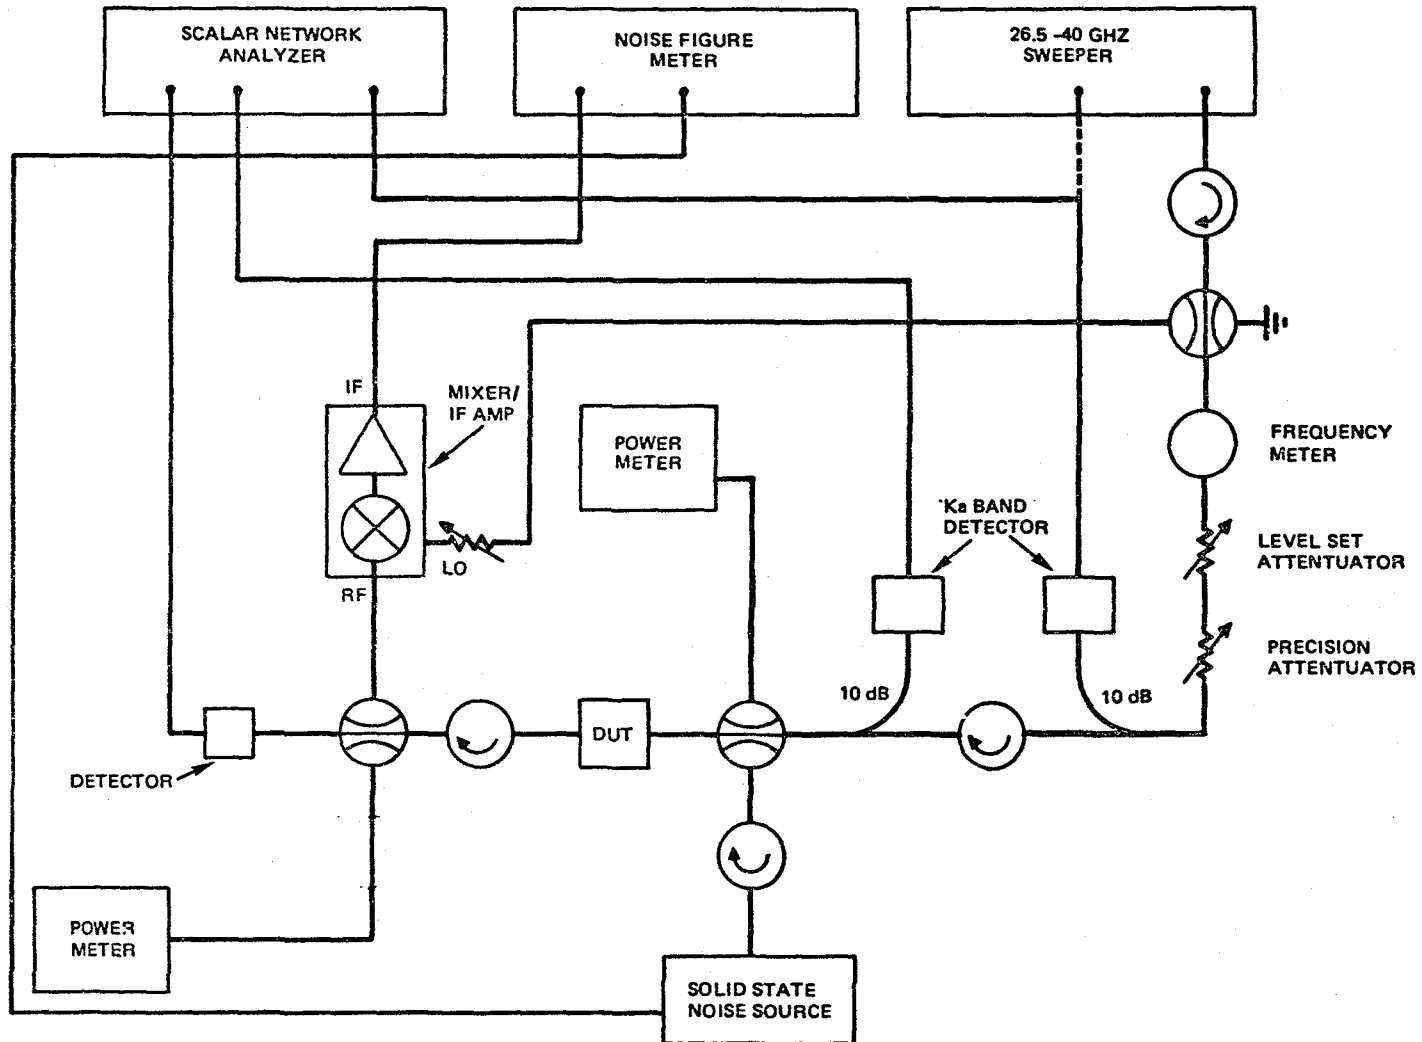 SCALAR NETWORK
ANALYZER
NOISE FIGURE
METER
26.5 -40 GHZ
SWEEPER
IF
MIXER/
IF AMP
LO
RF
POWER
METER
Ka BAND
DETECTOR
FREQUENCY
METER
LEVEL SET
ATTENTUATOR
PRECISION
ATTENTUATOR
10 dB
10 dB
DUT
DETECTOR
POWER
METER
SOLID STATE
NOISE SOURCE